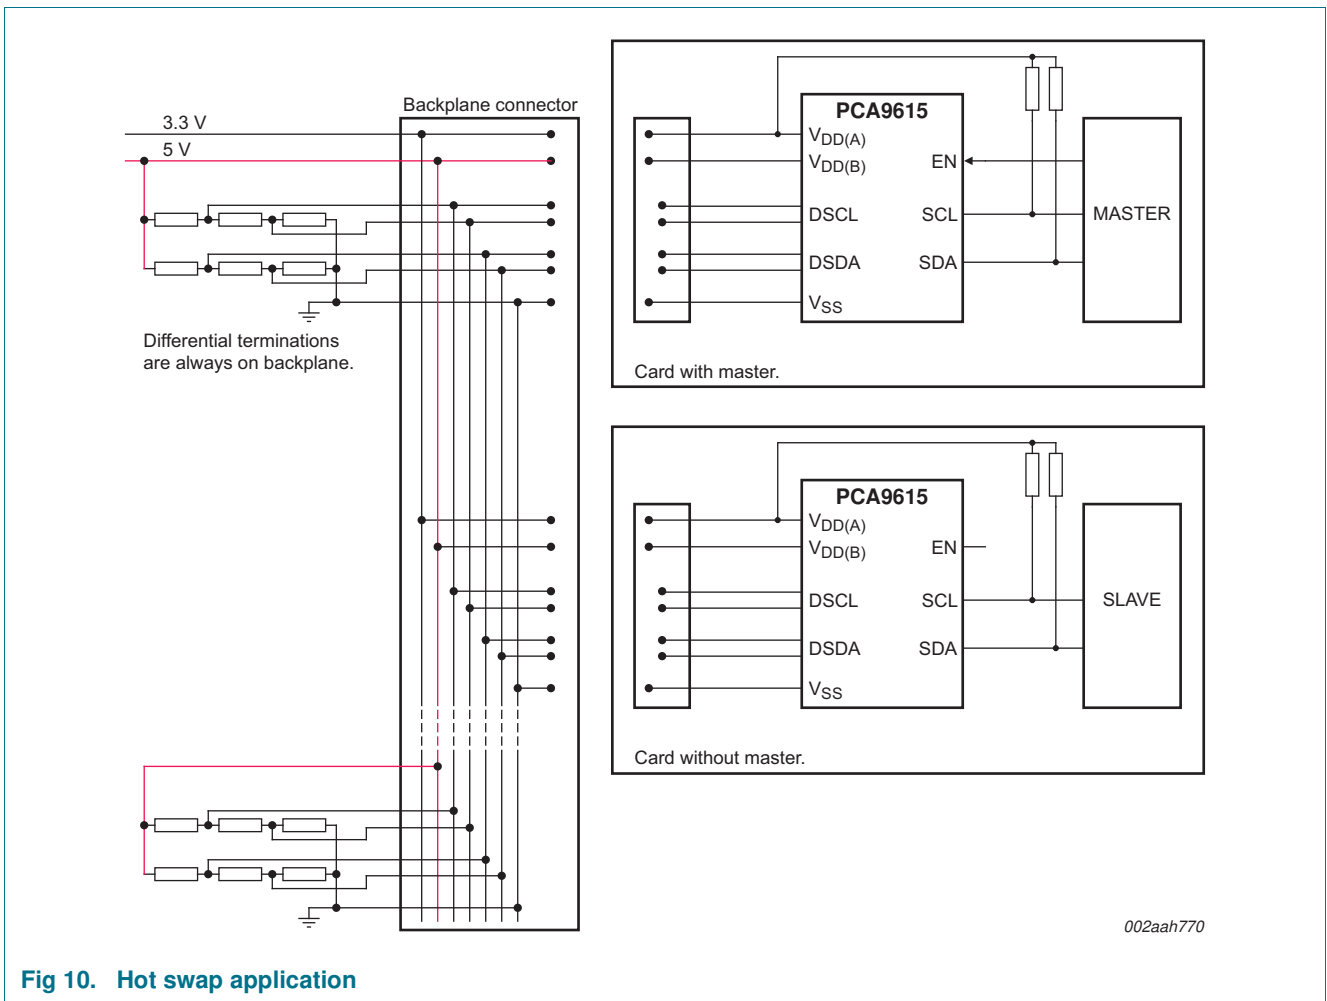 Backplane connector
3.3 V
5 V
Differential terminations
are always on backplane.
PCA9615
VDD(A)
VDD(B)
EN
DSCL
SCL
MASTER
DSDA
SDA
VSS
Card with master.
PCA9615
VDD(A)
VDD(B)
EN
DSCL
SCL
SLAVE
DSDA
SDA
VSS
Card without master.
002aah770
Fig 10. Hot swap application